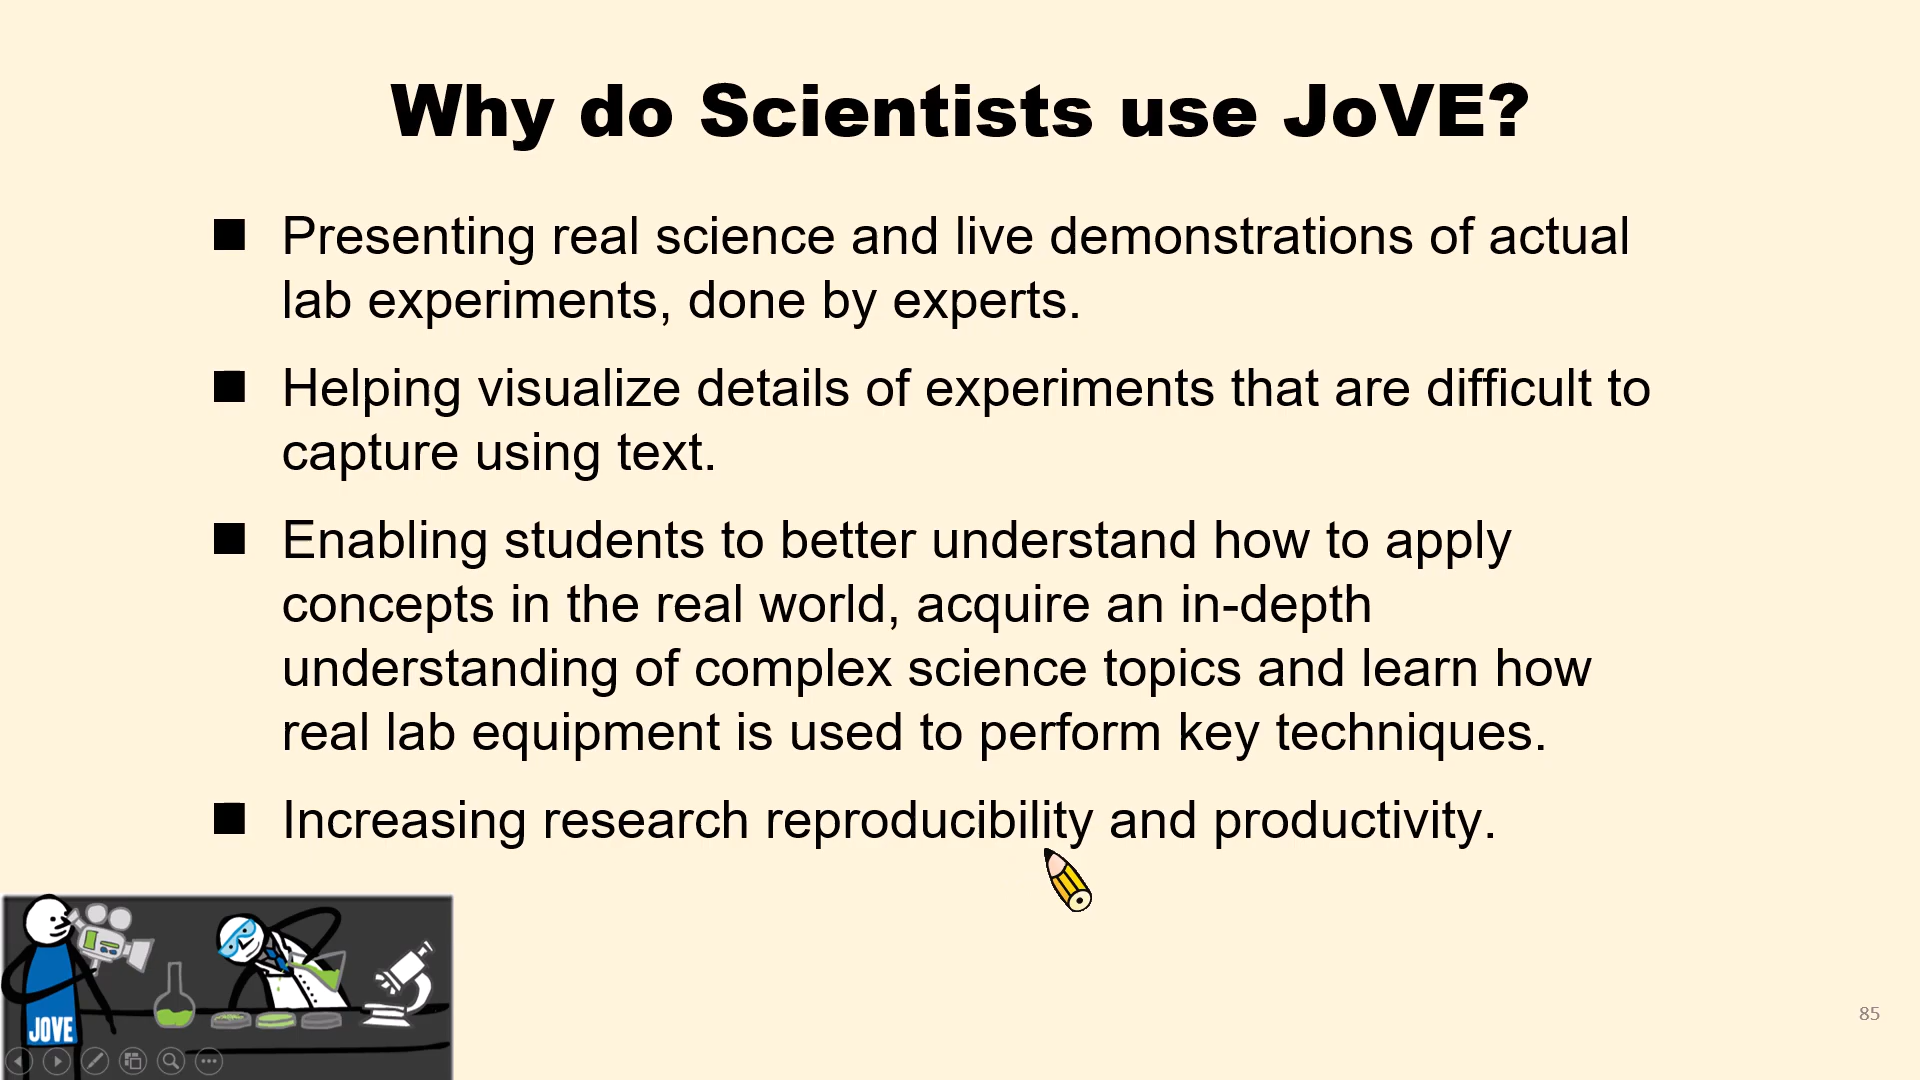 Why do Scientists use JoVE?
■ Presenting real science and live demonstrations of actual
lab experiments, done by experts.
■ Helping visualize details of experiments that are difficult to
capture using text.
■ Enabling students to better understand how to apply
concepts in the real world, acquire an in-depth
understanding of complex science topics and learn how
real lab equipment is used to perform key techniques.
■ Increasing research reproducibility and productivity.
JOVE
85